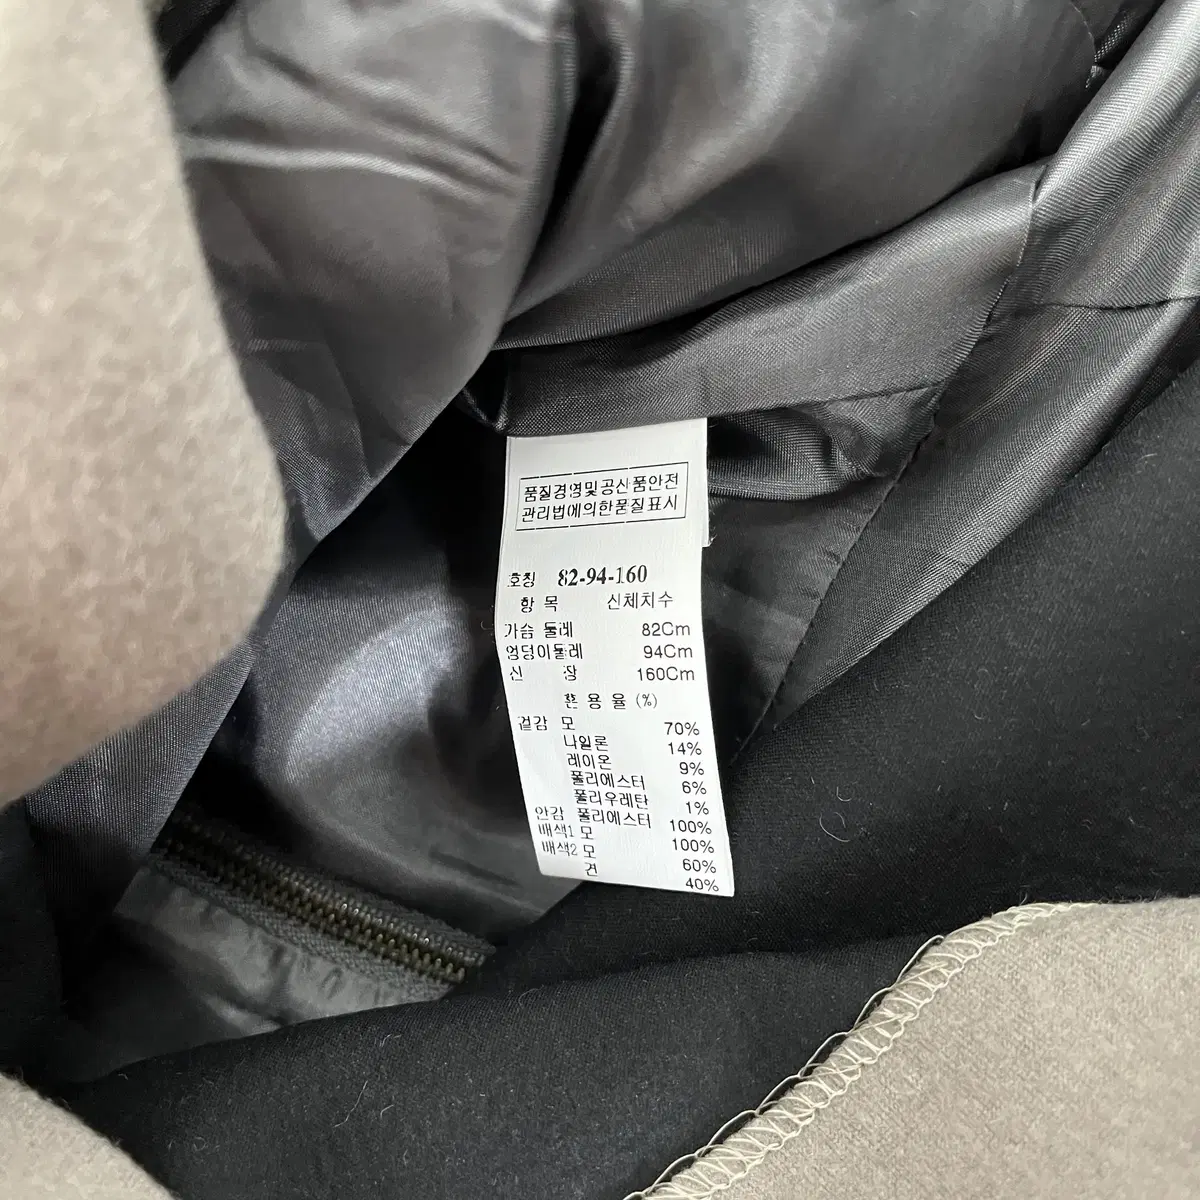 품질경영및공산품안전
관리법에의한품질표시
호칭 82-94-160
항 목 신체치수
가슴 둘레 82Cm
엉덩이둘레 94Cm
신 장 160Cm
혼 용 율 (%)
겉감 모 70%
나일론 14%
레이온 9%
폴리에스터 6%
폴리우레탄 1%
안감 폴리에스터 100%
배색1 모 100%
배색2 모 60%
견 40%